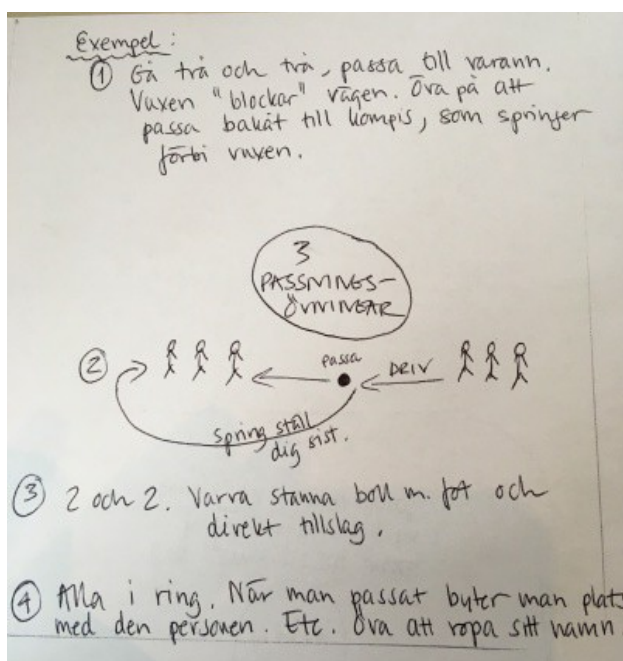 Exempel:
① Gå två och två, passa till varann.
Vuxen "blockar" vägen. Öva på att
passa bakåt till kompis, som springer
förbi vuxen.
3
PASSNINGS-
ÖVNINGAR
②
passa
DRIV
spring ställ
dig sist.
③ 2 och 2. Varva stanna boll m. fot och
direkt tillslag.
④ Alla i ring. När man passat byter man plats
med den personen. Etc. Öva att ropa sitt namn